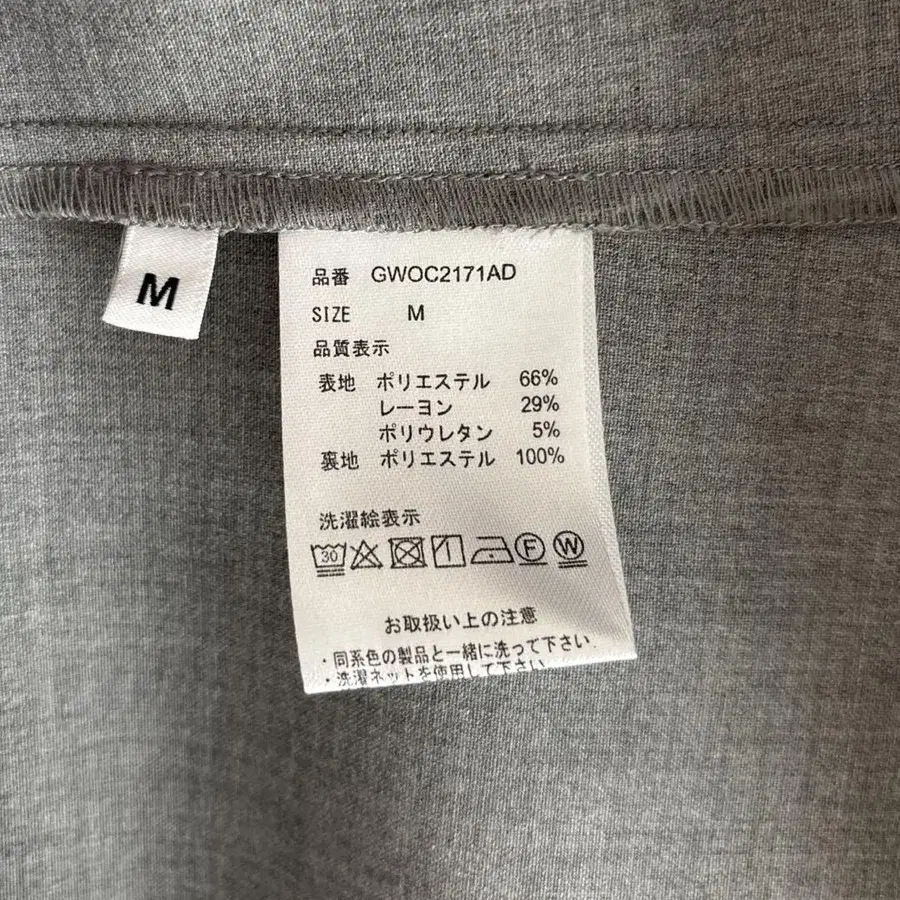 M
品番 GWOC2171AD
SIZE M
品質表示
表地 ポリエステル 66%
レーヨン 29%
ポリウレタン 5%
裏地 ポリエステル 100%
洗濯絵表示
30 F W
お取扱い上の注意
・同系色の製品と一緒に洗って下さい.
・洗濯ネットを使用して下さい